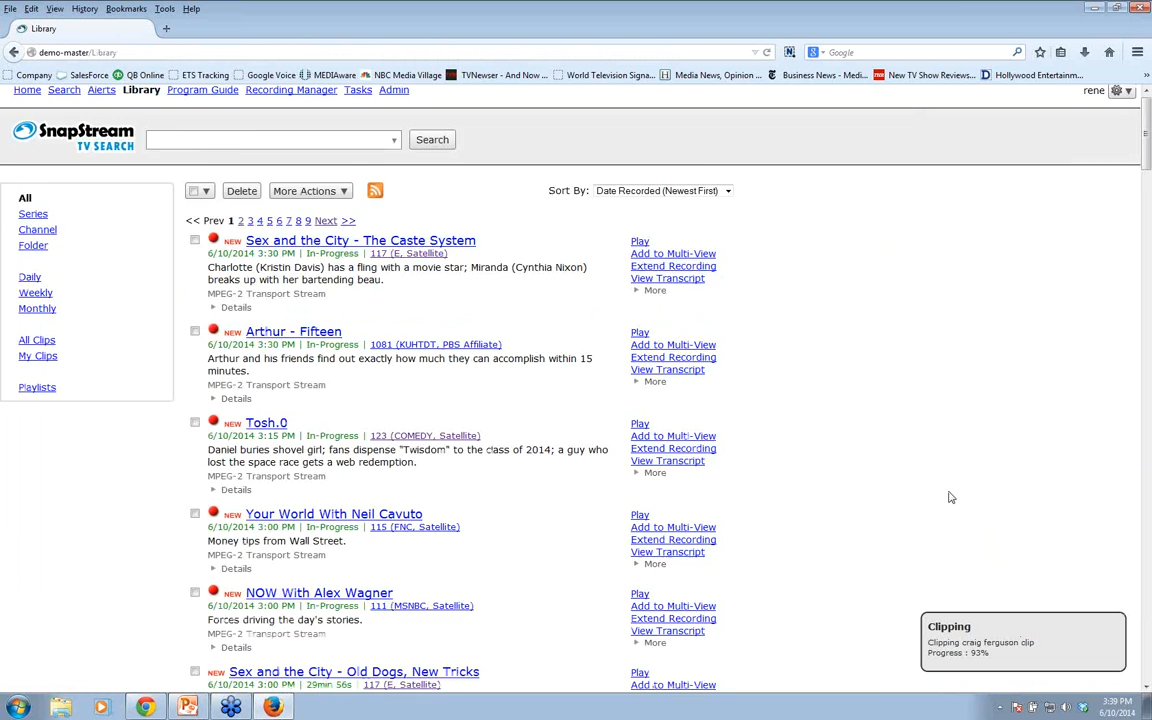 File Edit View History Bookmarks Tools Help
Library
demo-master/Library
Google
Company SalesForce QB Online ETS Tracking Google Voice MEDIAware NBC Media Village TVNewser - And Now ... World Television Signa... Media News, Opinion ... Business News - Medi... New TV Show Reviews... Hollywood Entertainm...
Home Search Alerts Library Program Guide Recording Manager Tasks Admin
rene
SnapStream
TV SEARCH
Search
All
Series
Channel
Folder
Daily
Weekly
Monthly
All Clips
My Clips
Playlists
Delete More Actions
Sort By: Date Recorded (Newest First)
<< Prev 1 2 3 4 5 6 7 8 9 Next >>
NEW Sex and the City - The Caste System
6/10/2014 3:30 PM | In-Progress | 117 (E, Satellite)
Charlotte (Kristin Davis) has a fling with a movie star; Miranda (Cynthia Nixon)
breaks up with her bartending beau.
MPEG-2 Transport Stream
Details
Play
Add to Multi-View
Extend Recording
View Transcript
More
NEW Arthur - Fifteen
6/10/2014 3:30 PM | In-Progress | 1081 (KUHTDT, PBS Affiliate)
Arthur and his friends find out exactly how much they can accomplish within 15
minutes.
MPEG-2 Transport Stream
Details
Play
Add to Multi-View
Extend Recording
View Transcript
More
NEW Tosh.0
6/10/2014 3:15 PM | In-Progress | 123 (COMEDY, Satellite)
Daniel buries shovel girl; fans dispense "Twisdom" to the class of 2014; a guy who
lost the space race gets a web redemption.
MPEG-2 Transport Stream
Details
Play
Add to Multi-View
Extend Recording
View Transcript
More
NEW Your World With Neil Cavuto
6/10/2014 3:00 PM | In-Progress | 115 (FNC, Satellite)
Money tips from Wall Street.
MPEG-2 Transport Stream
Details
Play
Add to Multi-View
Extend Recording
View Transcript
More
NEW NOW With Alex Wagner
6/10/2014 3:00 PM | In-Progress | 111 (MSNBC, Satellite)
Forces driving the day's stories.
MPEG-2 Transport Stream
Details
Play
Add to Multi-View
Extend Recording
View Transcript
More
NEW Sex and the City - Old Dogs, New Tricks
6/10/2014 3:00 PM | 29min 56s | 117 (E, Satellite)
Play
Add to Multi-View
Clipping
Clipping craig ferguson clip
Progress : 93%
3:39 PM
6/10/2014